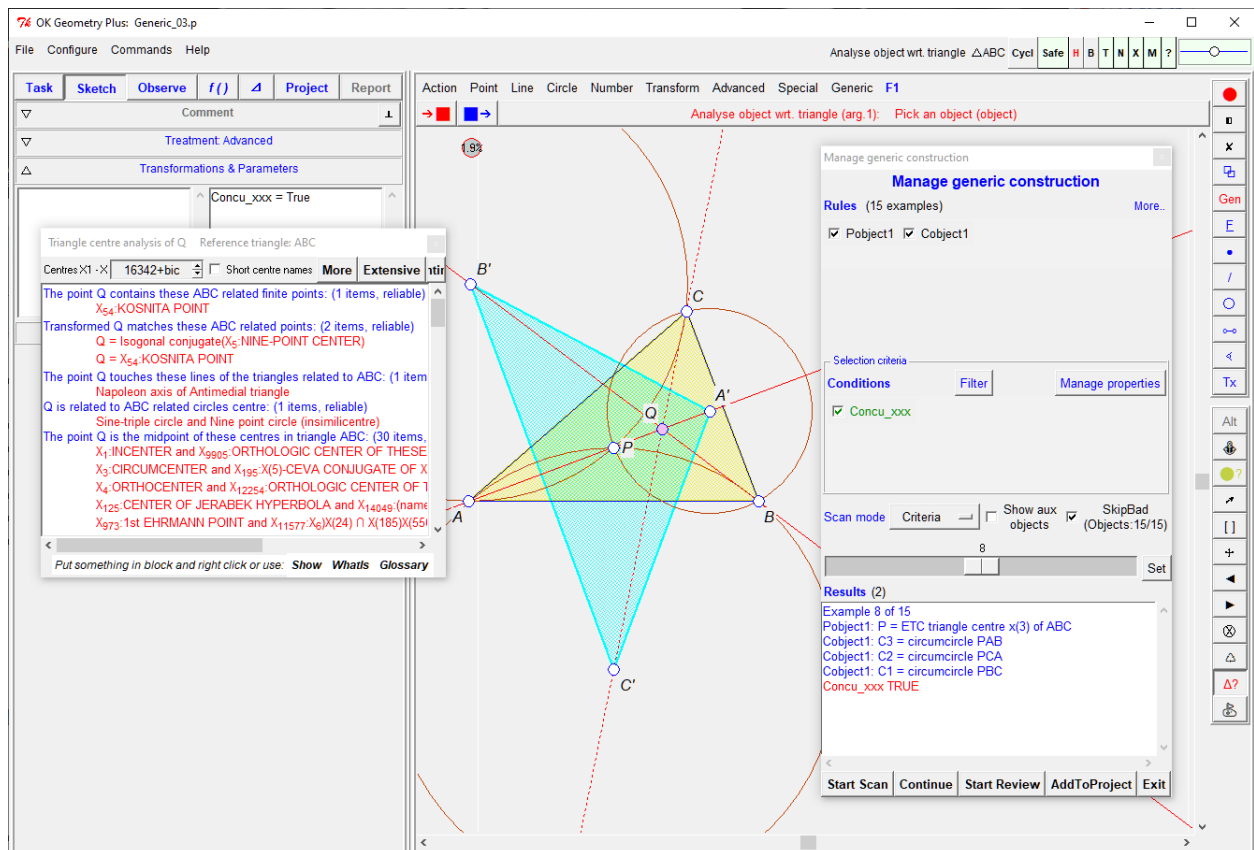 OK Geometry Plus: Generic_03.p
File Configure Commands Help
Analyse object wrt. triangle △ABC Cycl Safe H B T N X M ?
Task Sketch Observe f() ⊿ Project Report
Comment
Treatment: Advanced
Transformations & Parameters
Concu_xxx = True
Action Point Line Circle Number Transform Advanced Special Generic F1
Analyse object wrt. triangle (arg.1): Pick an object (object)
1.9%
Triangle centre analysis of Q Reference triangle: ABC
Centres X1 - X 16342+bic Short centre names More Extensive
The point Q contains these ABC related finite points: (1 items, reliable)
X54:KOSNITA POINT
Transformed Q matches these ABC related points: (2 items, reliable)
Q = Isogonal conjugate(X5:NINE-POINT CENTER)
Q = X54:KOSNITA POINT
The point Q touches these lines of the triangles related to ABC: (1 item
Napoleon axis of Antimedial triangle
Q is related to ABC related circles centre: (1 items, reliable)
Sine-triple circle and Nine point circle (insimilicentre)
The point Q is the midpoint of these centres in triangle ABC: (30 items,
X1:INCENTER and X9905:ORTHOLOGIC CENTER OF THESE
X3:CIRCUMCENTER and X195:X(5)-CEVA CONJUGATE OF X
X4:ORTHOCENTER and X12254:ORTHOLOGIC CENTER OF T
X125:CENTER OF JERABEK HYPERBOLA and X14049:(name
X973:1st EHRMANN POINT and X11577:X6)X(24) ∩ X(185)X(550
Put something in block and right click or use: Show WhatIs Glossary
B'
C
A'
Q
P
A
B
C'
Manage generic construction
Manage generic construction
Rules (15 examples) More..
Pobject1 Cobject1
Selection criteria
Conditions Filter Manage properties
Concu_xxx
Scan mode Criteria Show aux objects SkipBad (Objects:15/15)
8
Set
Results (2)
Example 8 of 15
Pobject1: P = ETC triangle centre x(3) of ABC
Cobject1: C3 = circumcircle PAB
Cobject1: C2 = circumcircle PCA
Cobject1: C1 = circumcircle PBC
Concu_xxx TRUE
Start Scan Continue Start Review AddToProject Exit
Gen
E
Tx
Alt
[ ]
Δ?